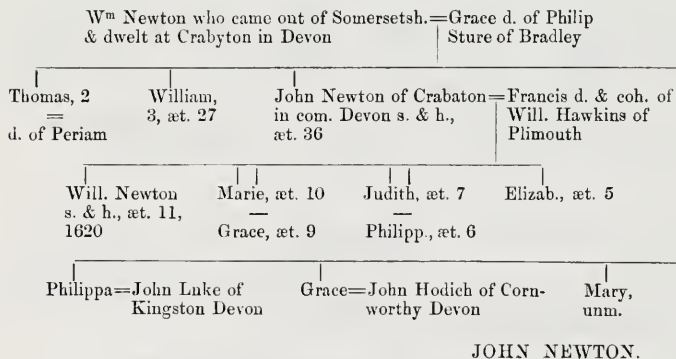 Wᵐ Newton who came out of Somersetsh.=Grace d. of Philip
& dwelt at Crabyton in Devon Sture of Bradley
Thomas, 2 William, John Newton of Crabaton=Francis d. & coh. of
= 3, æt. 27 in com. Devon s. & h., Will. Hawkins of
d. of Periam æt. 36 Plimouth
Will. Newton Marie, æt. 10 Judith, æt. 7 Elizab., æt. 5
s. & h., æt. 11, — —
1620 Grace, æt. 9 Philipp., æt. 6
Philippa=John Luke of Grace=John Hodich of Corn- Mary,
Kingston Devon worthy Devon unm.
JOHN NEWTON.